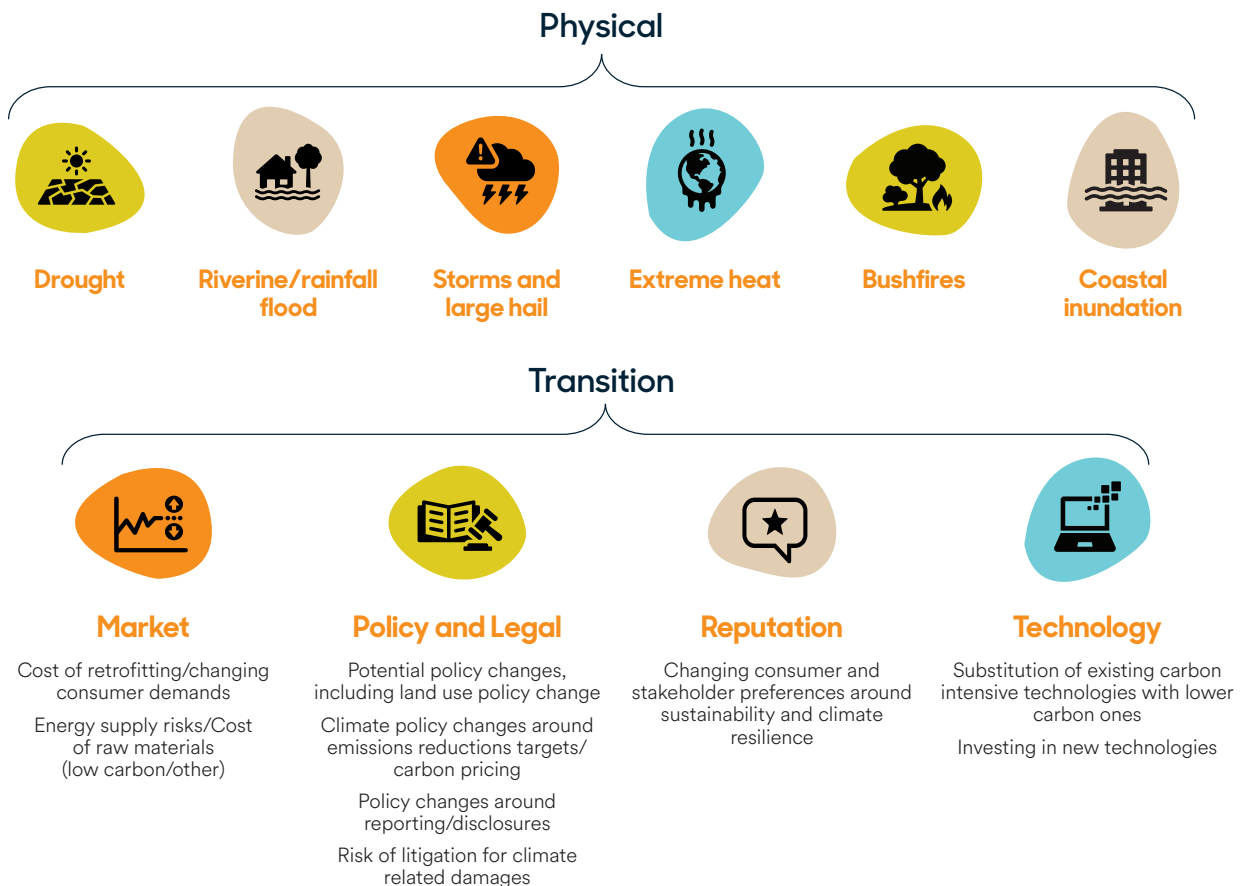 Physical
Drought
Riverine/rainfall
flood
Storms and
large hail
Extreme heat
Bushfires
Coastal
inundation
Transition
Market
Cost of retrofitting/changing
consumer demands
Energy supply risks/Cost
of raw materials
(low carbon/other)
Policy and Legal
Potential policy changes,
including land use policy change
Climate policy changes around
emissions reductions targets/
carbon pricing
Policy changes around
reporting/disclosures
Risk of litigation for climate
related damages
Reputation
Changing consumer and
stakeholder preferences around
sustainability and climate
resilience
Technology
Substitution of existing carbon
intensive technologies with lower
carbon ones
Investing in new technologies